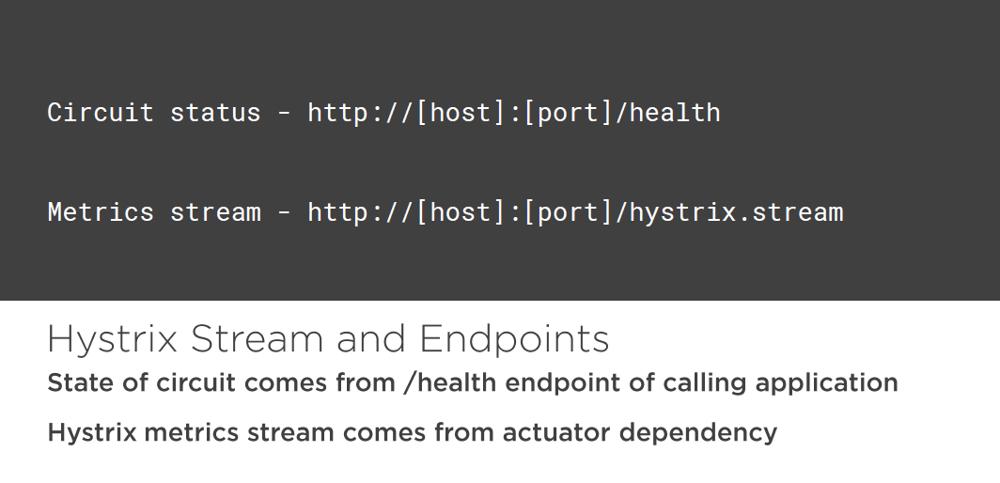 Circuit status - http://[host]:[port]/health
Metrics stream - http://[host]:[port]/hystrix.stream
Hystrix Stream and Endpoints
State of circuit comes from /health endpoint of calling application
Hystrix metrics stream comes from actuator dependency